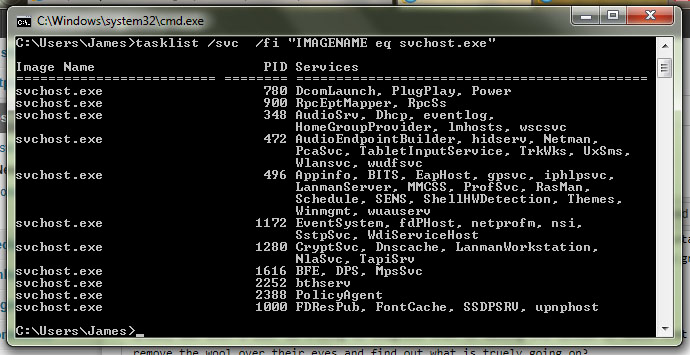 C:\Windows\system32\cmd.exe
C:\Users\James>tasklist /svc  /fi "IMAGENAME eq svchost.exe"
Image Name                     PID Services
========================= ======== ============================================
svchost.exe                    780 DcomLaunch, PlugPlay, Power
svchost.exe                    900 RpcEptMapper, RpcSs
svchost.exe                    348 AudioSrv, Dhcp, eventlog,
                                   HomeGroupProvider, lmhosts, wscsvc
svchost.exe                    472 AudioEndpointBuilder, hidserv, Netman,
                                   PcaSvc, TabletInputService, TrkWks, UxSms,
                                   Wlansvc, wudfsvc
svchost.exe                    496 Appinfo, BITS, EapHost, gpsvc, iphlpsvc,
                                   LanmanServer, MMCSS, ProfSvc, RasMan,
                                   Schedule, SENS, ShellHWDetection, Themes,
                                   Winmgmt, wuauserv
svchost.exe                   1172 EventSystem, fdPHost, netprofm, nsi,
                                   SstpSvc, WdiServiceHost
svchost.exe                   1280 CryptSvc, Dnscache, LanmanWorkstation,
                                   NlaSvc, TapiSrv
svchost.exe                   1616 BFE, DPS, MpsSvc
svchost.exe                   2252 bthserv
svchost.exe                   2388 PolicyAgent
svchost.exe                   1000 FDResPub, FontCache, SSDPSRV, upnphost
C:\Users\James>_
remove the wool over their eyes and find out what is truely going on?